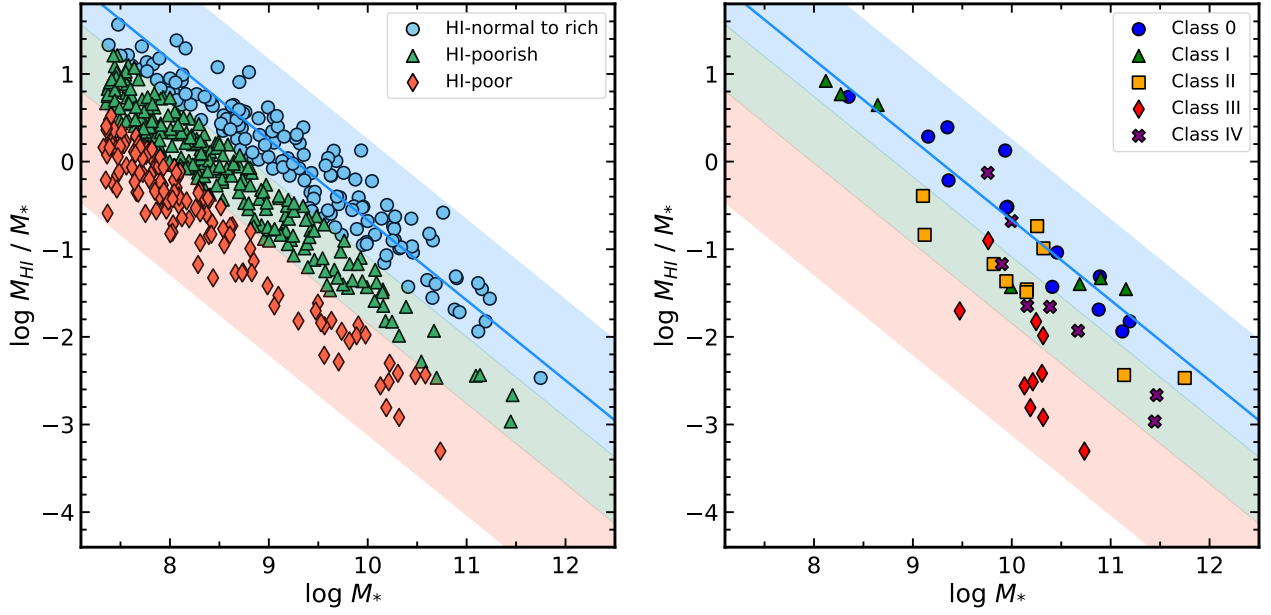 HI-normal to rich
HI-poorish
HI-poor
1
0
−1
−2
−3
−4
log M_HI / M_*
8
9
10
11
12
log M_*
Class 0
Class I
Class II
Class III
Class IV
1
0
−1
−2
−3
−4
log M_HI / M_*
8
9
10
11
12
log M_*